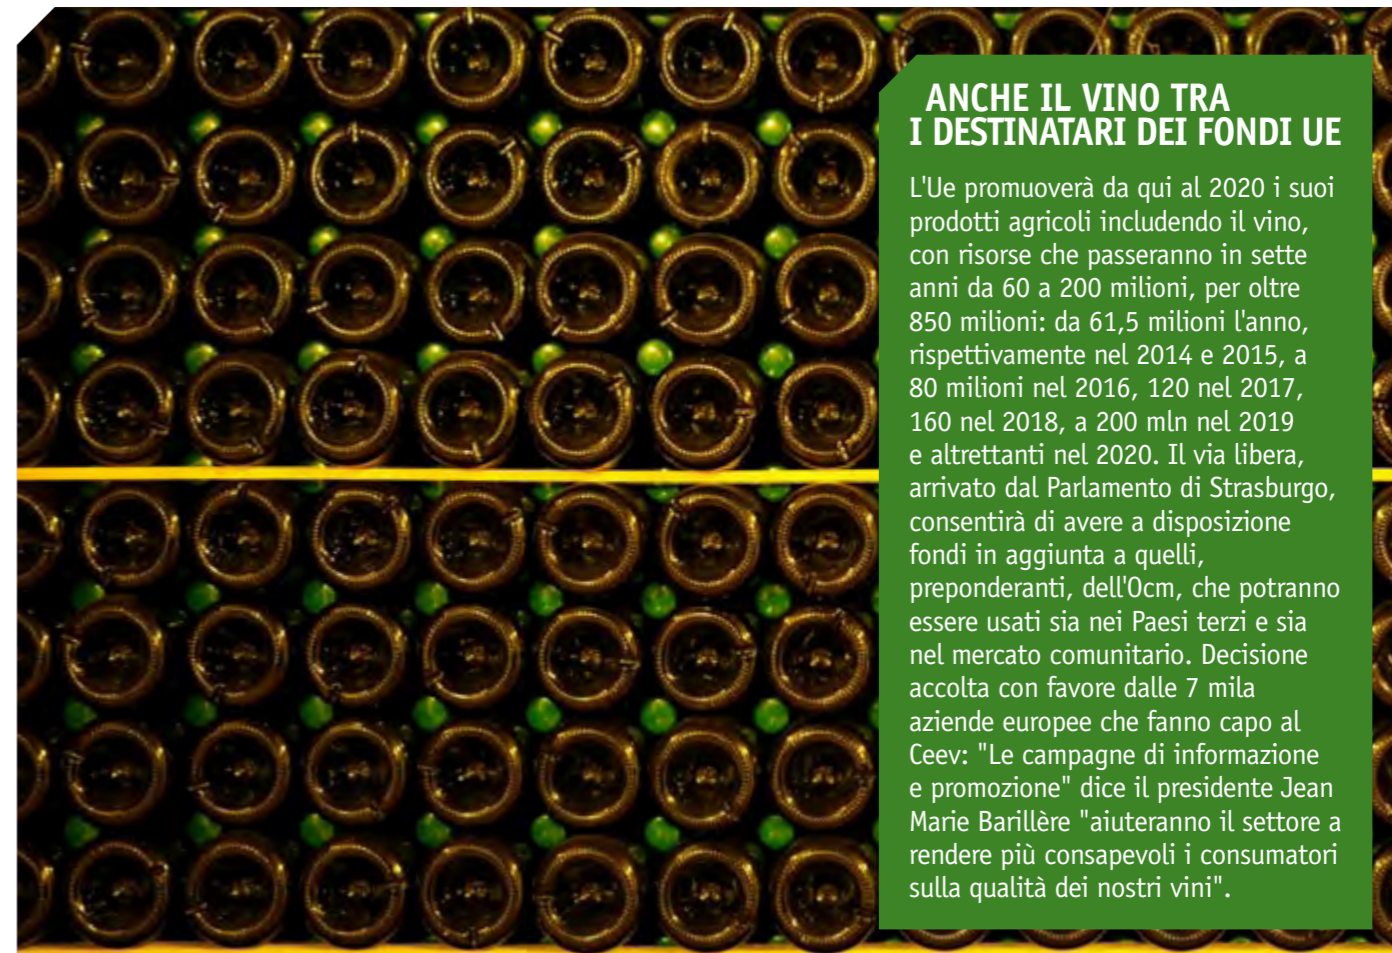 ANCHE IL VINO TRA
I DESTINATARI DEI FONDI UE
L'Ue promuoverà da qui al 2020 i suoi
prodotti agricoli includendo il vino,
con risorse che passeranno in sette
anni da 60 a 200 milioni, per oltre
850 milioni: da 61,5 milioni l'anno,
rispettivamente nel 2014 e 2015, a
80 milioni nel 2016, 120 nel 2017,
160 nel 2018, a 200 mln nel 2019
e altrettanti nel 2020. Il via libera,
arrivato dal Parlamento di Strasburgo,
consentirà di avere a disposizione
fondi in aggiunta a quelli,
preponderanti, dell'Ocm, che potranno
essere usati sia nei Paesi terzi e sia
nel mercato comunitario. Decisione
accolta con favore dalle 7 mila
aziende europee che fanno capo al
Ceev: "Le campagne di informazione
e promozione" dice il presidente Jean
Marie Barillère "aiuteranno il settore a
rendere più consapevoli i consumatori
sulla qualità dei nostri vini".